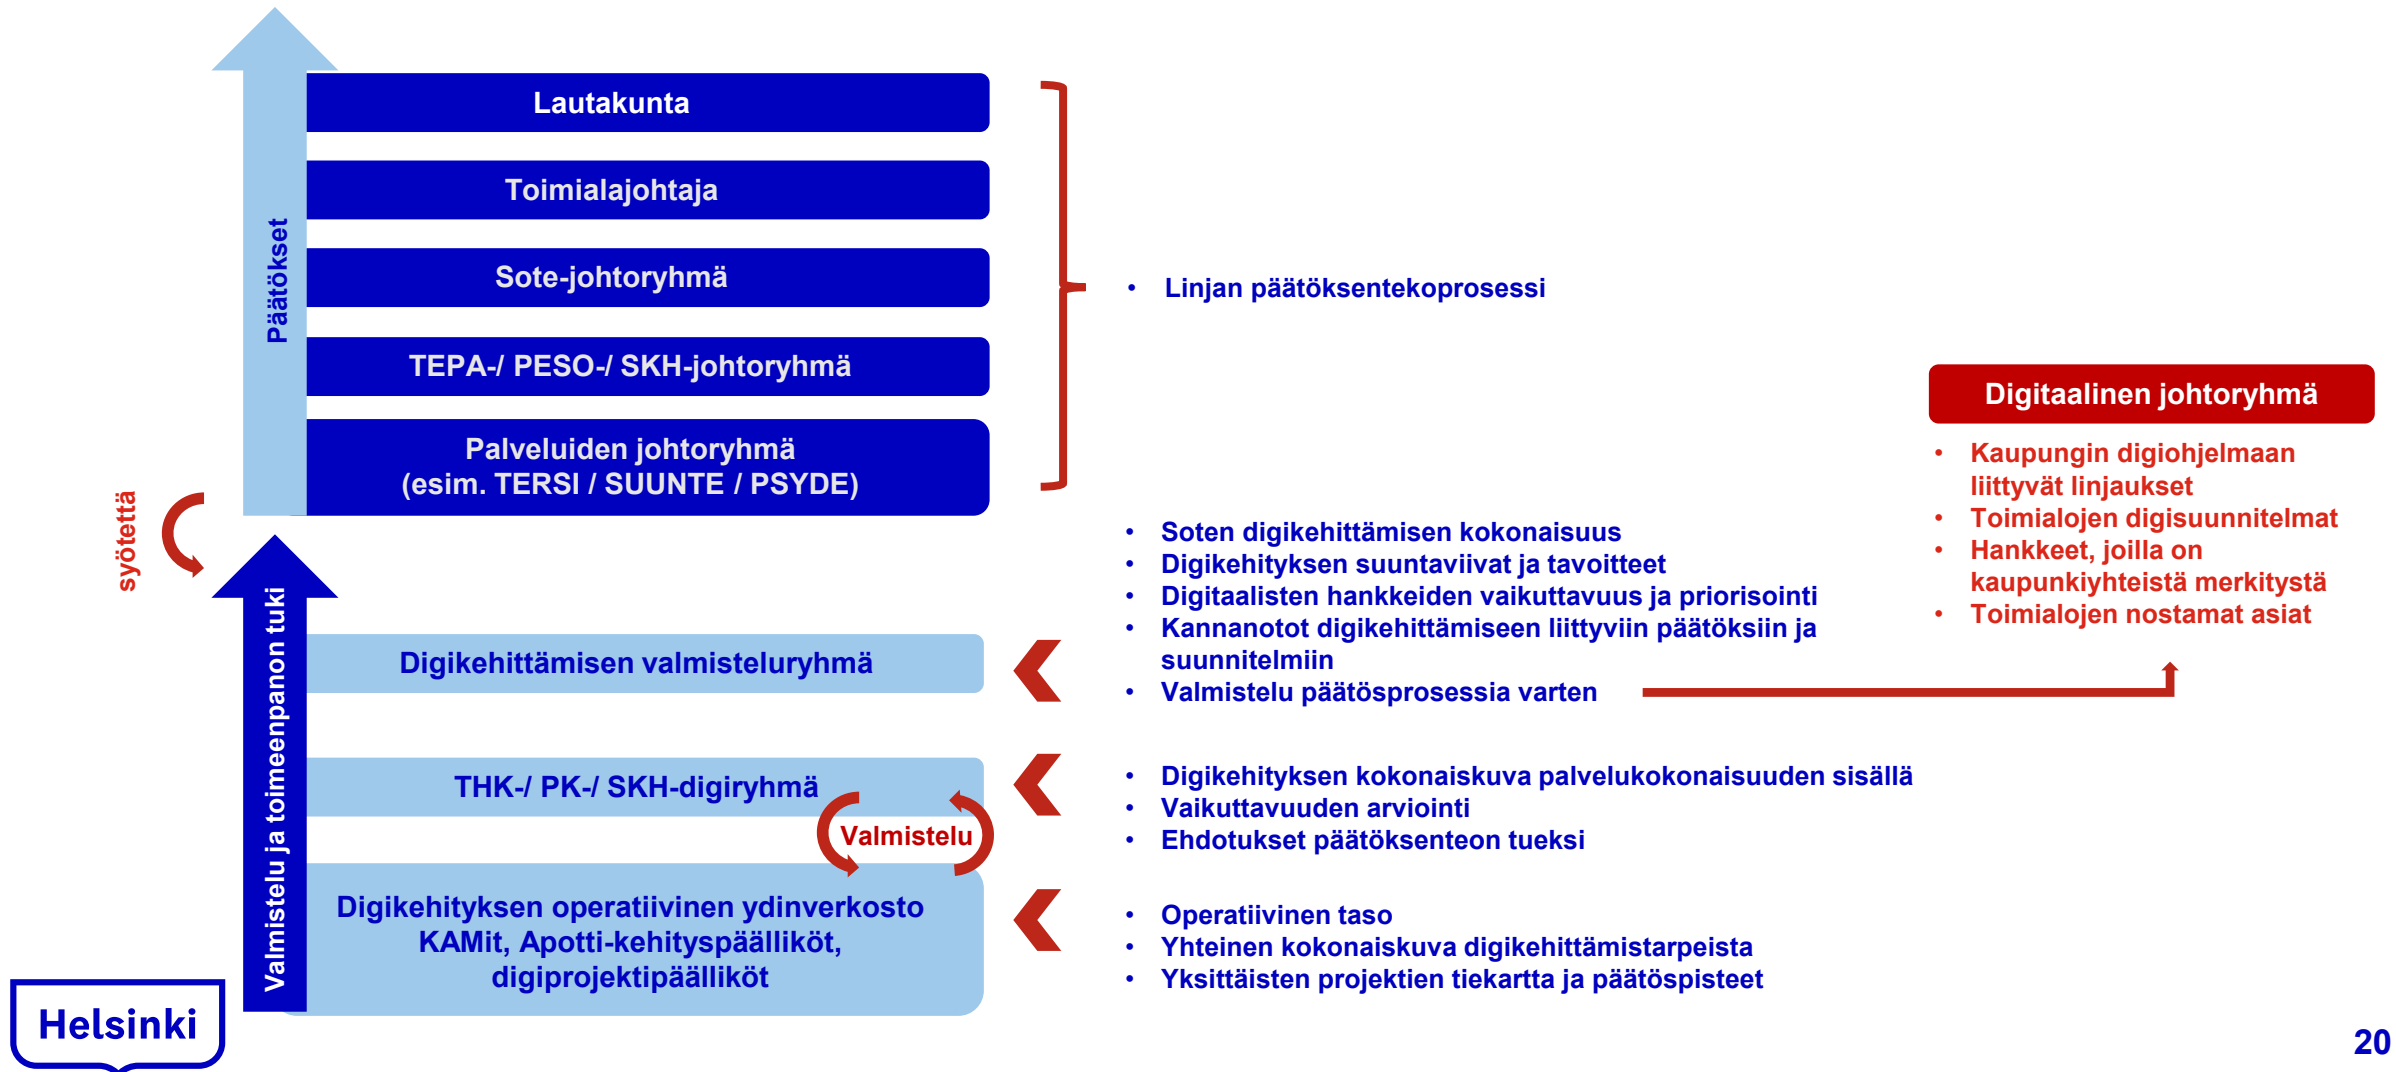 Päätökset
Lautakunta
Toimialajohtaja
Sote-johtoryhmä
TEPA-/ PESO-/ SKH-johtoryhmä
Palveluiden johtoryhmä
(esim. TERSI / SUUNTE / PSYDE)
• Linjan päätöksentekoprosessi
syötettä
Valmistelu ja toimeenpanon tuki
Digikehittämisen valmisteluryhmä
• Soten digikehittämisen kokonaisuus
• Digikehityksen suuntaviivat ja tavoitteet
• Digitaalisten hankkeiden vaikuttavuus ja priorisointi
• Kannanotot digikehittämiseen liittyviin päätöksiin ja
suunnitelmiin
• Valmistelu päätösprosessia varten
Digitaalinen johtoryhmä
• Kaupungin digiohjelmaan
liittyvät linjaukset
• Toimialojen digisuunnitelmat
• Hankkeet, joilla on
kaupunkiyhteistä merkitystä
• Toimialojen nostamat asiat
THK-/ PK-/ SKH-digiryhmä
• Digikehityksen kokonaiskuva palvelukokonaisuuden sisällä
• Vaikuttavuuden arviointi
• Ehdotukset päätöksenteon tueksi
Valmistelu
Digikehityksen operatiivinen ydinverkosto
KAMit, Apotti-kehityspäälliköt,
digiprojektipäälliköt
• Operatiivinen taso
• Yhteinen kokonaiskuva digikehittämistarpeista
• Yksittäisten projektien tiekartta ja päätöspisteet
Helsinki
20